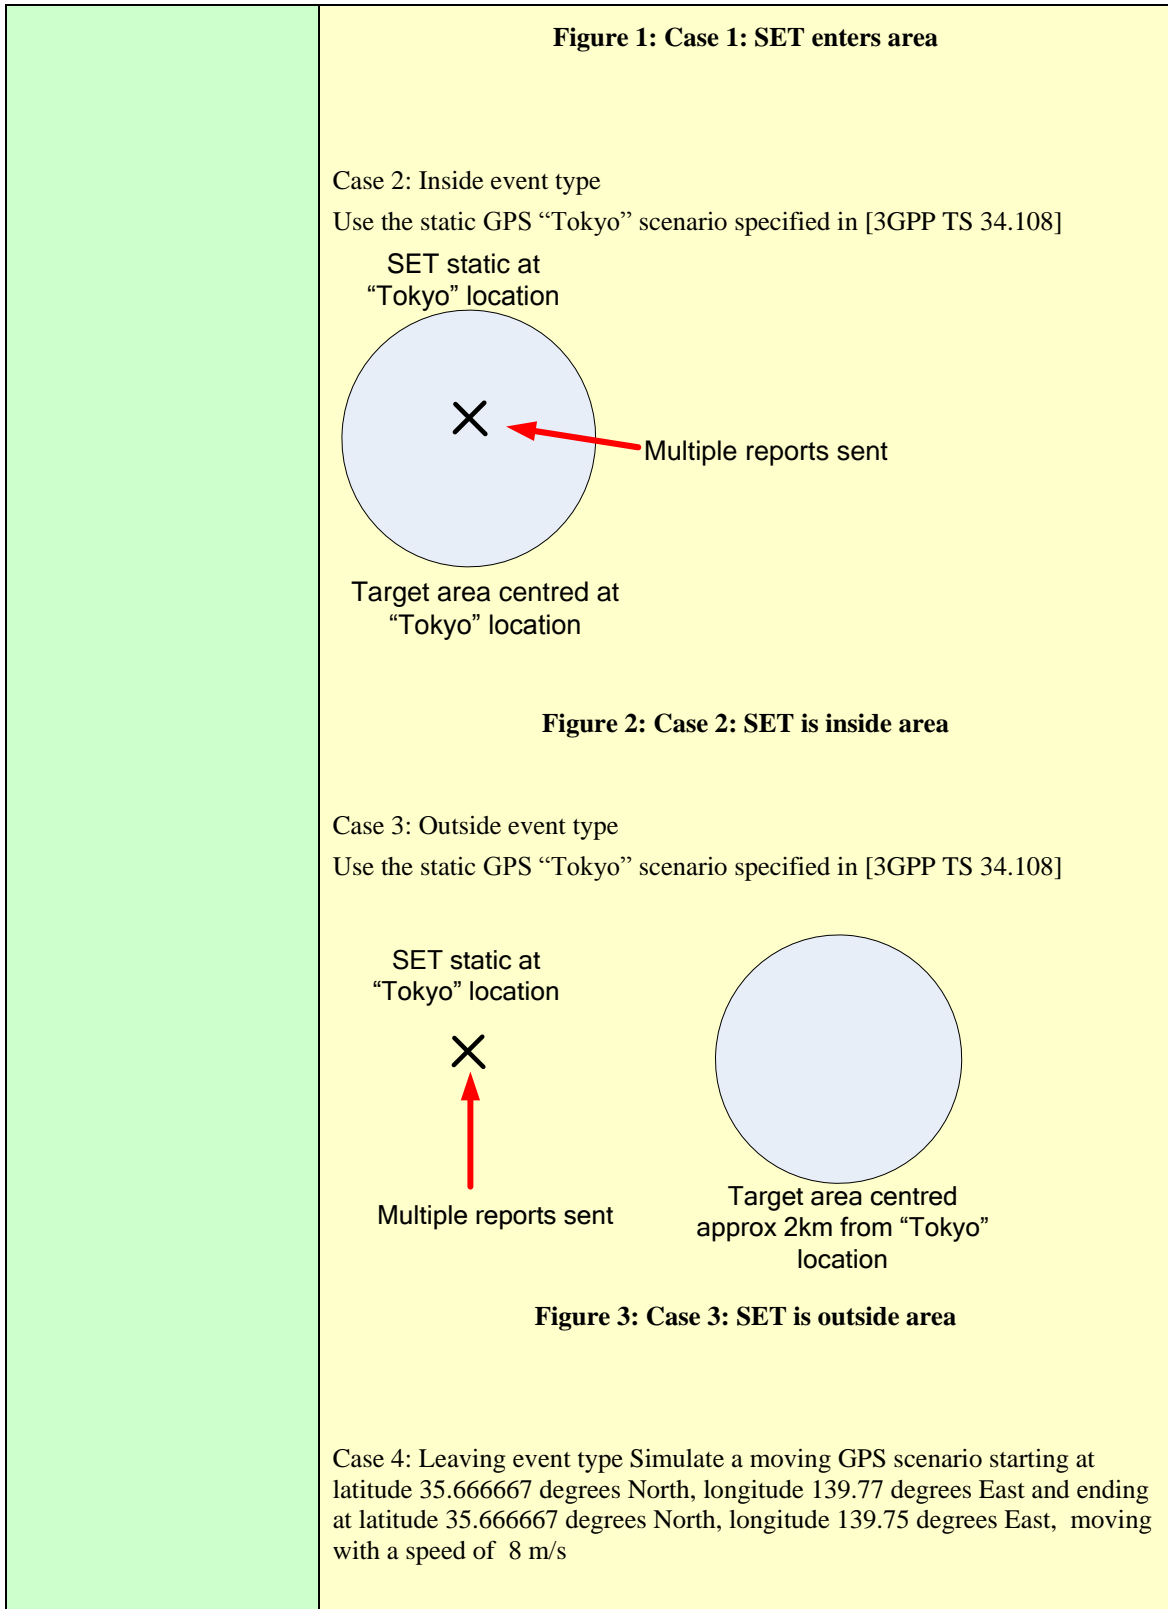 Figure 1: Case 1: SET enters area
Case 2: Inside event type
Use the static GPS “Tokyo” scenario specified in [3GPP TS 34.108]
SET static at
“Tokyo” location
Multiple reports sent
Target area centred at
“Tokyo” location
Figure 2: Case 2: SET is inside area
Case 3: Outside event type
Use the static GPS “Tokyo” scenario specified in [3GPP TS 34.108]
SET static at
“Tokyo” location
Multiple reports sent
Target area centred
approx 2km from “Tokyo”
location
Figure 3: Case 3: SET is outside area
Case 4: Leaving event type Simulate a moving GPS scenario starting at
latitude 35.666667 degrees North, longitude 139.77 degrees East and ending
at latitude 35.666667 degrees North, longitude 139.75 degrees East,  moving
with a speed of  8 m/s